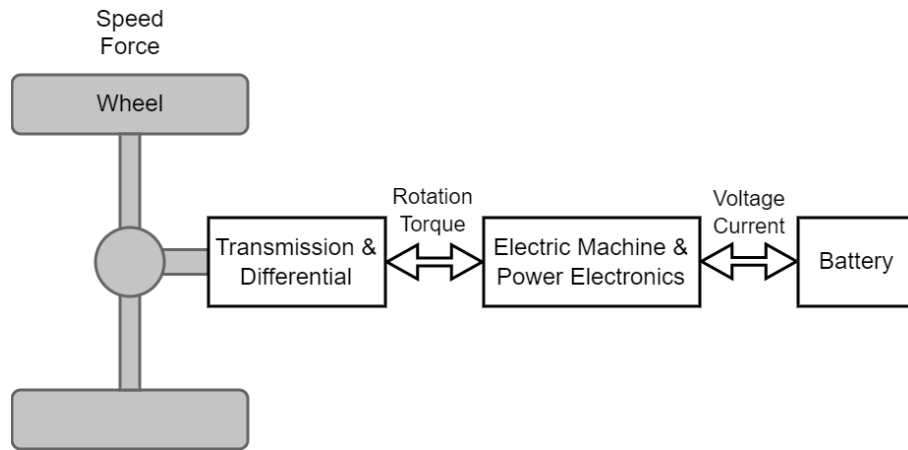 Speed
Force
Wheel
Rotation
Torque
Voltage
Current
Transmission &
Differential
Electric Machine &
Power Electronics
Battery